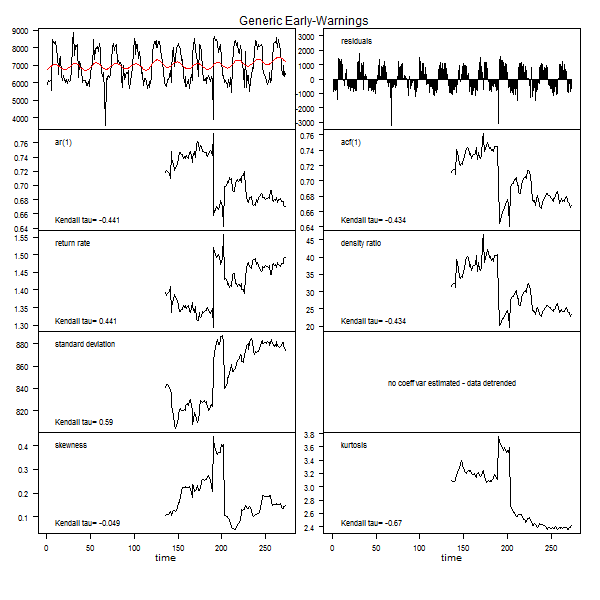 Generic Early-Warnings
9000
8000
7000
6000
5000
4000
residuals
3000
2000
1000
0
-1000
-3000
ar(1)
0.76
0.74
0.72
0.70
0.68
0.66
0.64
Kendall tau= -0.441
acf(1)
0.76
0.74
0.72
0.70
0.68
0.66
0.64
Kendall tau= -0.434
return rate
1.55
1.50
1.45
1.40
1.35
1.30
Kendall tau= 0.441
density ratio
45
40
35
30
25
20
Kendall tau= -0.434
standard deviation
880
860
840
820
Kendall tau= 0.59
no coeff var estimated - data detrended
skewness
0.4
0.3
0.2
0.1
Kendall tau= -0.049
kurtosis
3.8
3.6
3.4
3.2
3.0
2.8
2.6
2.4
Kendall tau= -0.67
0 50 100 150 200 250
0 50 100 150 200 250
time
time